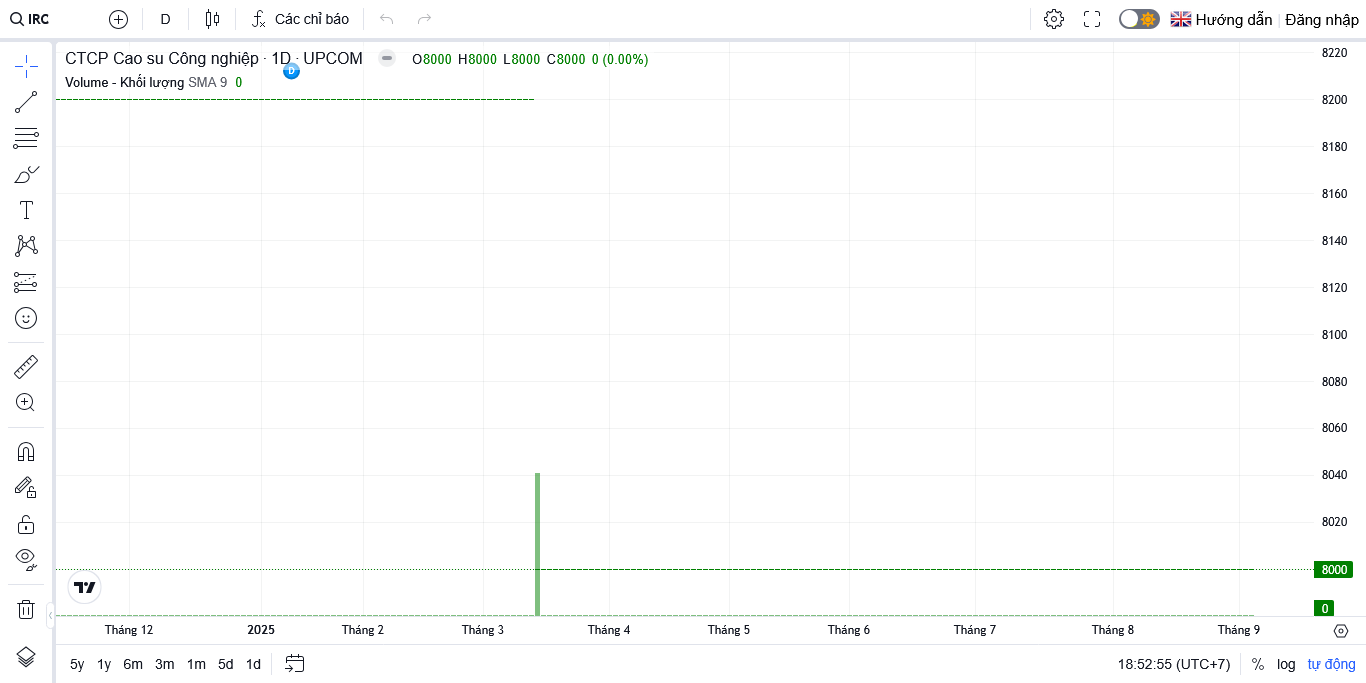 IRC D Các chỉ báo Hướng dẫn Đăng nhập
CTCP Cao su Công nghiệp · 1D · UPCOM O8000 H8000 L8000 C8000 0 (0.00%)
D
Volume - Khối lượng SMA 9 0
8220
8200
8180
8160
8140
8120
8100
8080
8060
8040
8020
8000
0
Tháng 12 2025 Tháng 2 Tháng 3 Tháng 4 Tháng 5 Tháng 6 Tháng 7 Tháng 8 Tháng 9
5y 1y 6m 3m 1m 5d 1d 18:52:55 (UTC+7) % log tự động